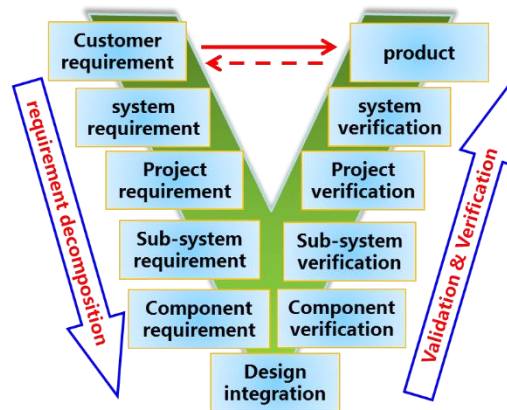 Customer
requirement
product
system
requirement
system
verification
Project
requirement
Project
verification
Sub-system
requirement
Sub-system
verification
Component
requirement
Component
verification
Design
integration
requirement decomposition
Validation & Verification